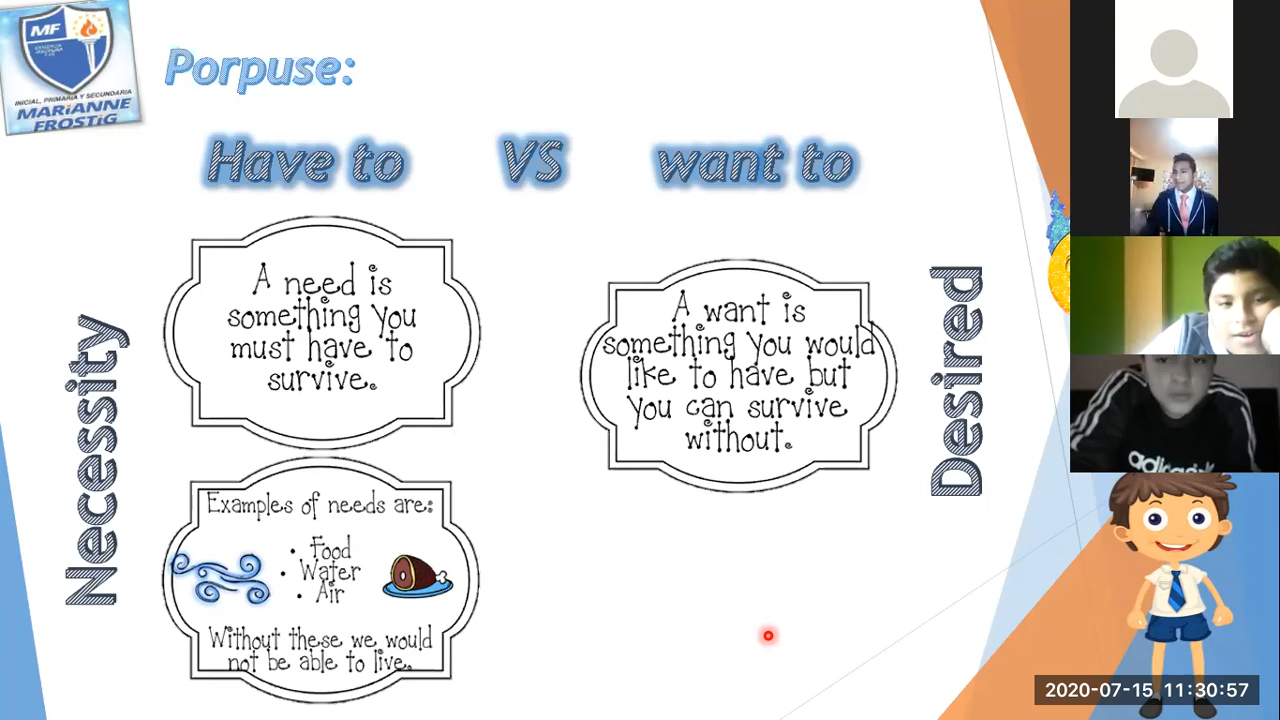 MF
INICIAL, PRIMARIA Y SECUNDARIA
MARIANNE
FROSTIG
Porpuse:
Have to VS want to
Necessity
A need is
something you
must have to
survive.
Examples of needs are:
• Food
• Water
• Air
Without these we would
not be able to live.
A want is
something you would
like to have but
you can survive
without.
Desired
adidas
2020-07-15 11:30:57